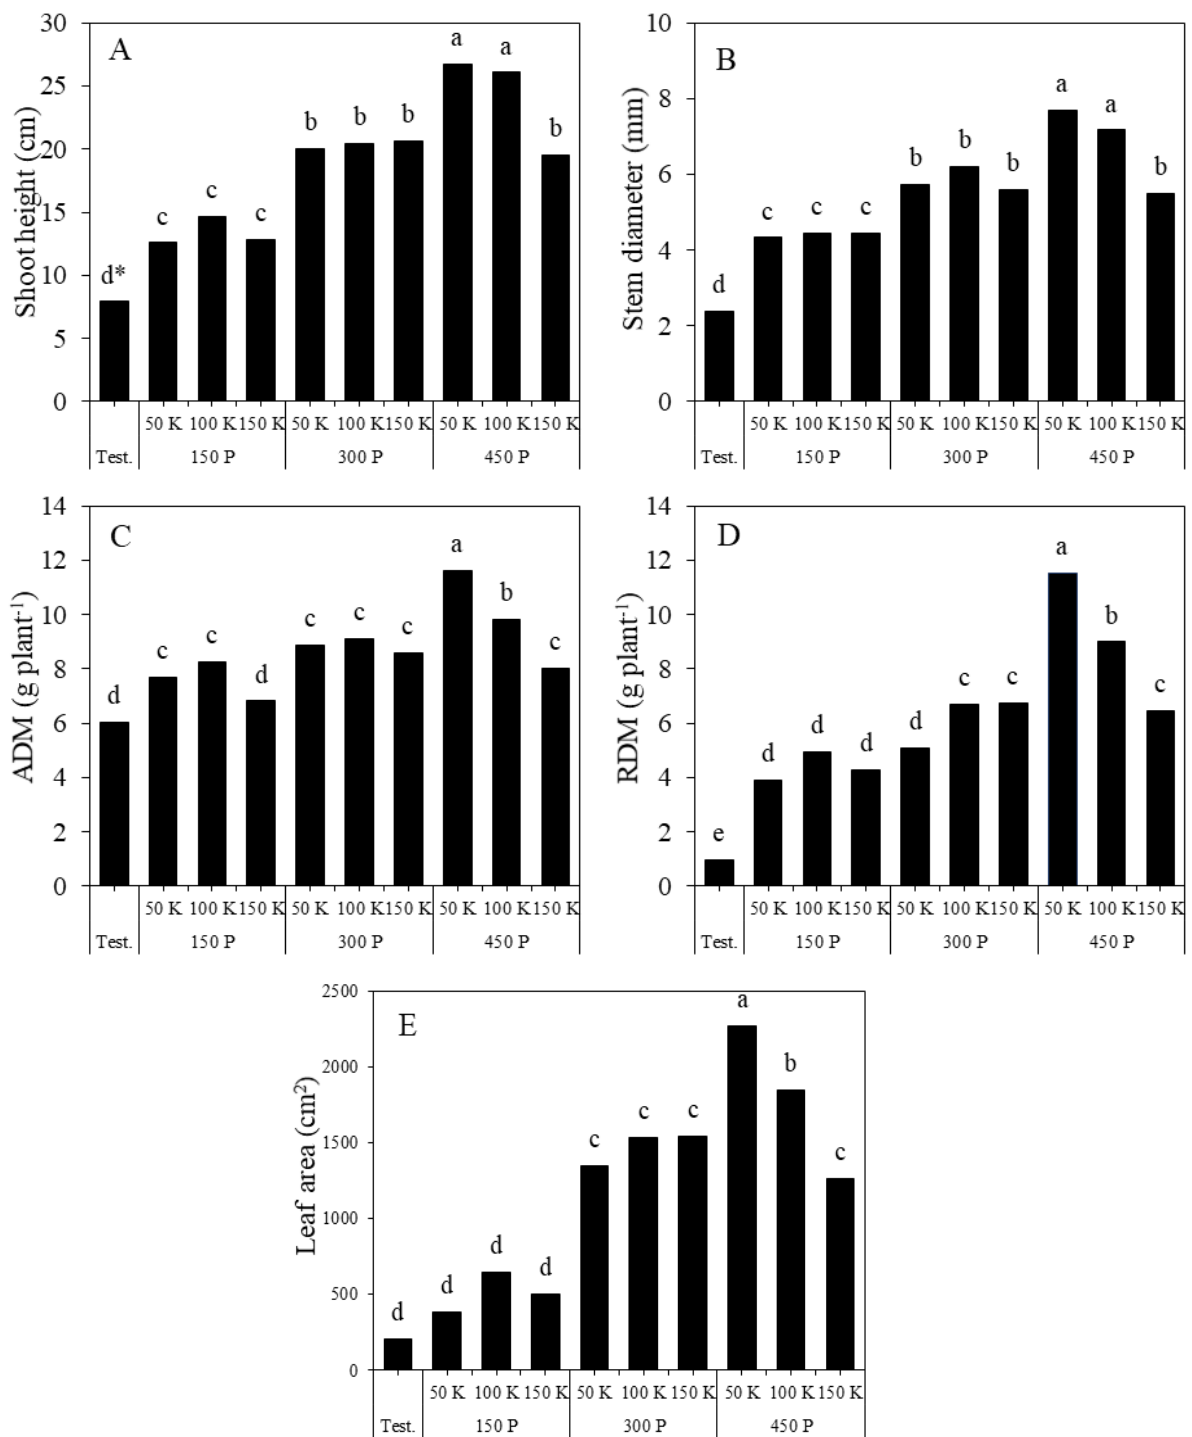 A
Shoot height (cm)
30
25
20
15
10
5
0
d*
c
c
c
b
b
b
a
a
b
50 K 100 K 150 K 50 K 100 K 150 K 50 K 100 K 150 K
Test. 150 P 300 P 450 P
B
Stem diameter (mm)
10
8
6
4
2
0
d
c
c
c
b
b
b
a
a
b
50 K 100 K 150 K 50 K 100 K 150 K 50 K 100 K 150 K
Test. 150 P 300 P 450 P
C
ADM (g plant⁻¹)
14
12
10
8
6
4
2
0
d
c
c
d
c
c
c
a
b
c
50 K 100 K 150 K 50 K 100 K 150 K 50 K 100 K 150 K
Test. 150 P 300 P 450 P
D
RDM (g plant⁻¹)
14
12
10
8
6
4
2
0
e
d
d
d
d
c
c
a
b
c
50 K 100 K 150 K 50 K 100 K 150 K 50 K 100 K 150 K
Test. 150 P 300 P 450 P
E
Leaf area (cm²)
2500
2000
1500
1000
500
0
d
d
d
d
c
c
c
a
b
c
50 K 100 K 150 K 50 K 100 K 150 K 50 K 100 K 150 K
Test. 150 P 300 P 450 P